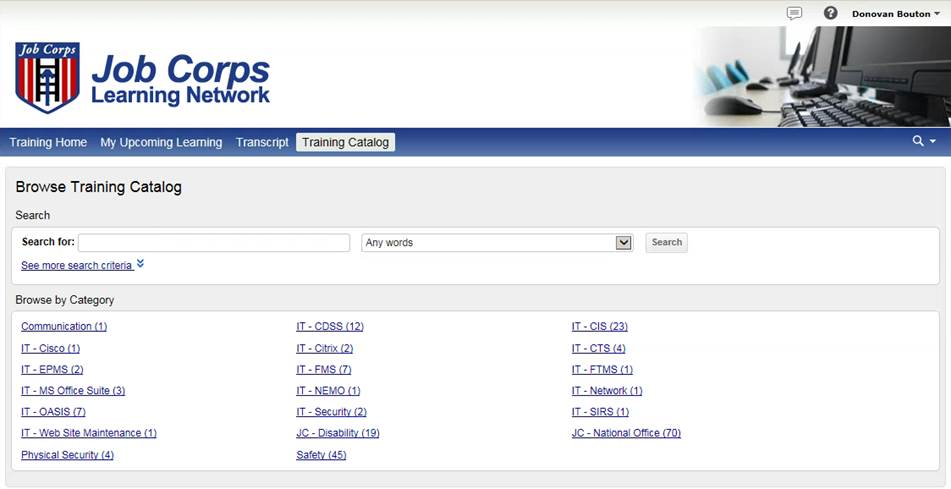 Donovan Bouton
Job Corps
Job Corps
Learning Network
Training Home My Upcoming Learning Transcript Training Catalog
Browse Training Catalog
Search
Search for: Any words Search
See more search criteria
Browse by Category
Communication (1) IT - CDSS (12) IT - CIS (23)
IT - Cisco (1) IT - Citrix (2) IT - CTS (4)
IT - EPMS (2) IT - FMS (7) IT - FTMS (1)
IT - MS Office Suite (3) IT - NEMO (1) IT - Network (1)
IT - OASIS (7) IT - Security (2) IT - SIRS (1)
IT - Web Site Maintenance (1) JC - Disability (19) JC - National Office (70)
Physical Security (4) Safety (45)